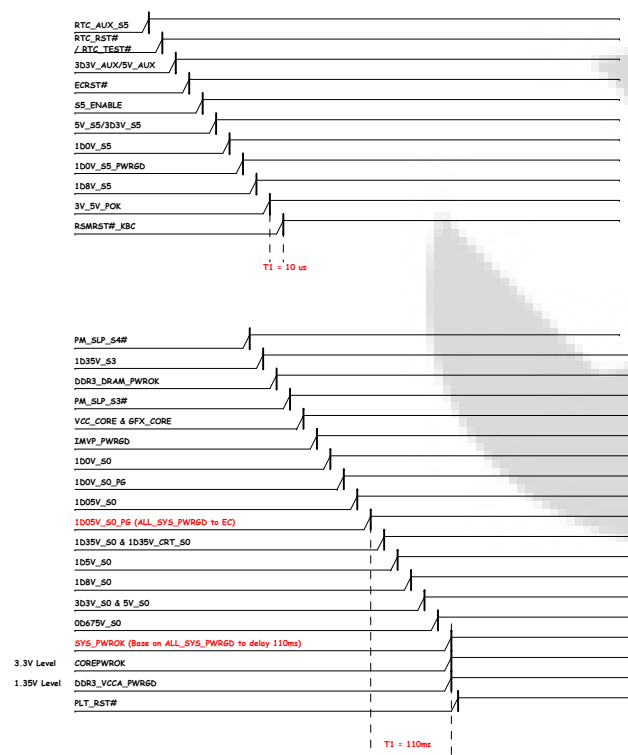 RTC_AUX_S5
RTC_RST#
/ RTC_TEST#
3D3V_AUX/5V_AUX
ECRST#
S5_ENABLE
5V_S5/3D3V_S5
1D0V_S5
1D0V_S5_PWRGD
1D8V_S5
3V_5V_POK
RSMRST#_KBC
T1 = 10 us
PM_SLP_S4#
1D35V_S3
DDR3_DRAM_PWROK
PM_SLP_S3#
VCC_CORE & GFX_CORE
IMVP_PWRGD
1D0V_S0
1D0V_S0_PG
1D05V_S0
1D05V_S0_PG (ALL_SYS_PWRGD to EC)
1D35V_S0 & 1D35V_CRT_S0
1D5V_S0
1D8V_S0
3D3V_S0 & 5V_S0
0D675V_S0
SYS_PWROK (Base on ALL_SYS_PWRGD to delay 110ms)
3.3V Level COREPWROK
1.35V Level DDR3_VCCA_PWRGD
PLT_RST#
T1 = 110ms